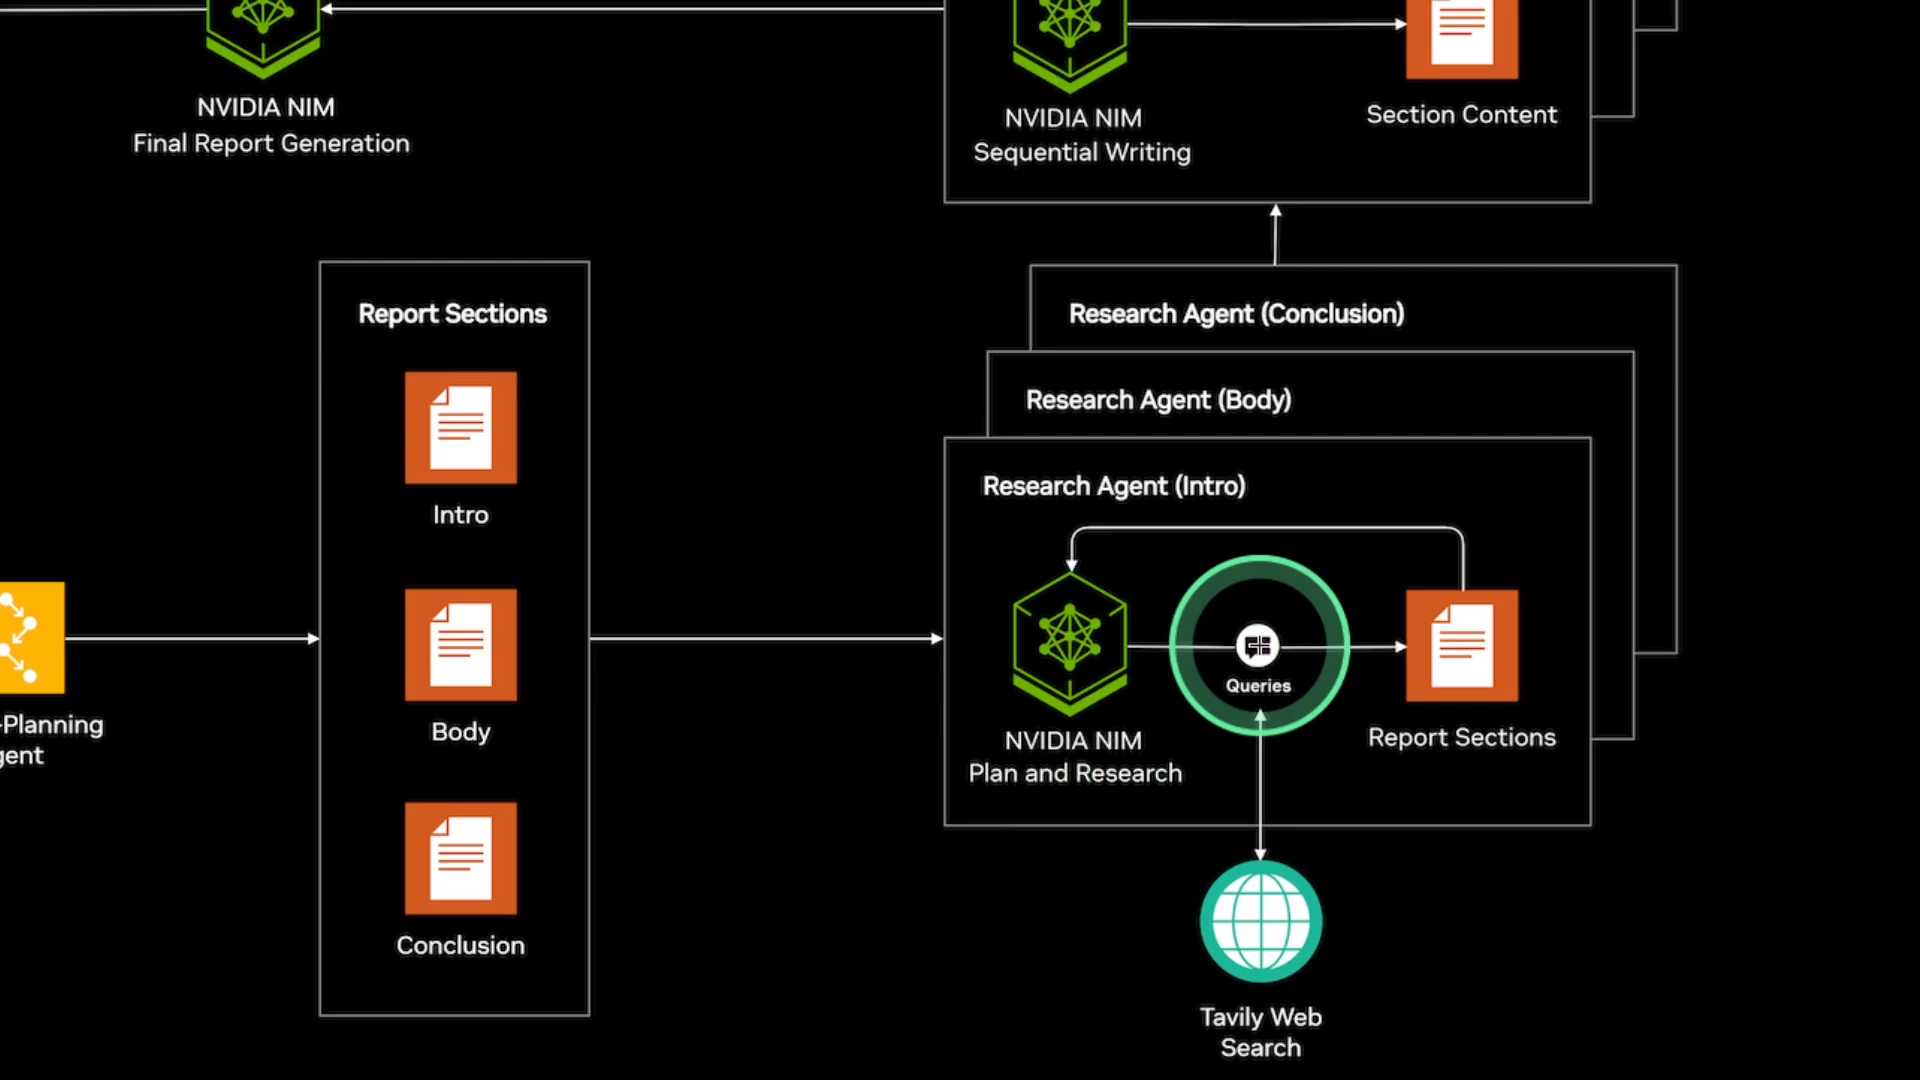 NVIDIA NIM
Final Report Generation
NVIDIA NIM
Sequential Writing
Section Content
Report Sections
Intro
Body
Conclusion
-Planning
gent
Research Agent (Conclusion)
Research Agent (Body)
Research Agent (Intro)
NVIDIA NIM
Plan and Research
Queries
Report Sections
Tavily Web
Search